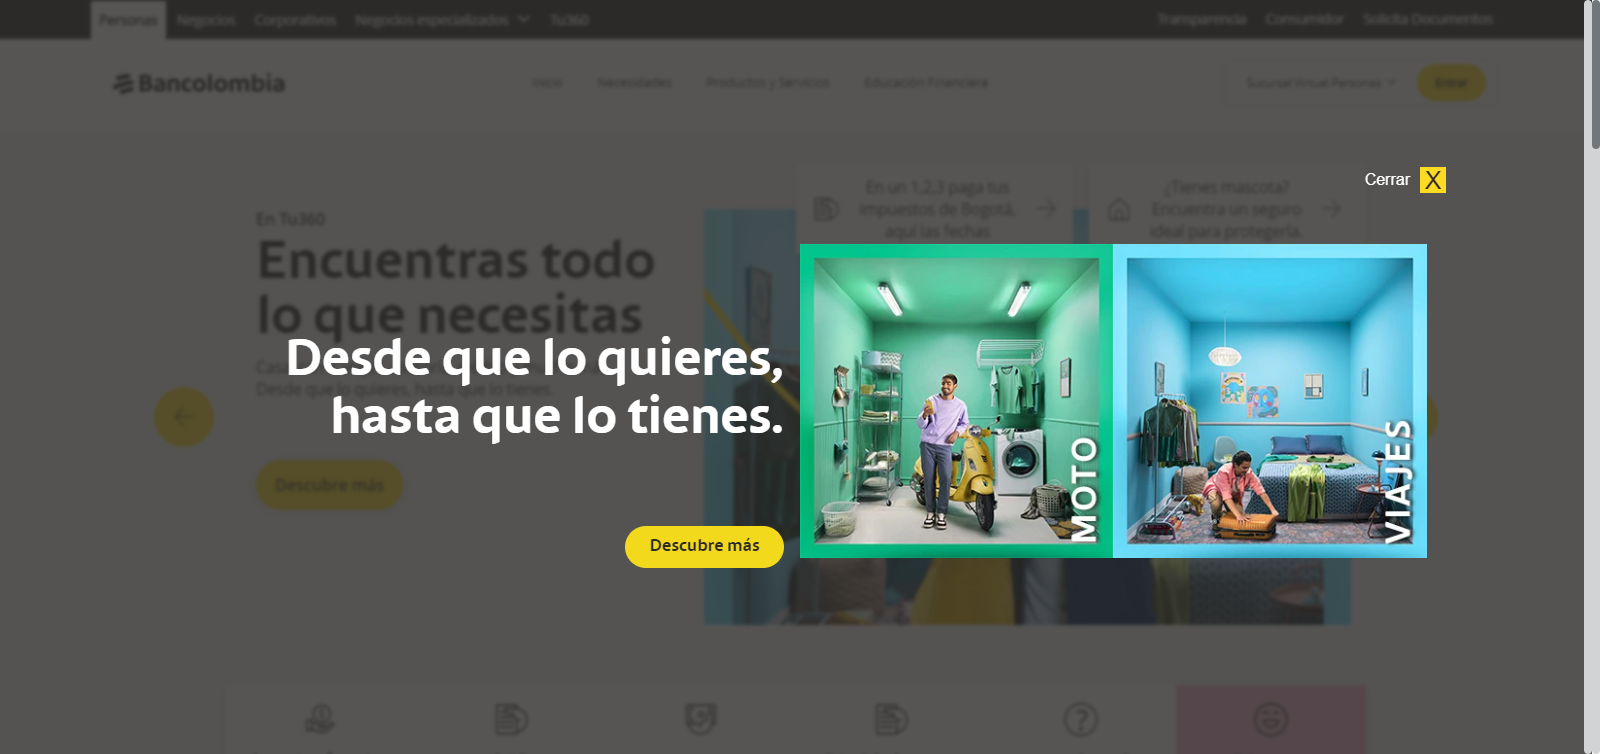 Personas Negocios Corporativos Negocios especializados Tu360 Transparencia Consumidor Solicita Documentos
Bancolombia Inicio Necesidades Productos y Servicios Educación Financiera Sucursal Virtual Personas Entrar
Cerrar X
En un 1,2,3 paga tus
impuestos de Bogotá,
aquí las fechas
¿Tienes mascota?
Encuentra un seguro
ideal para protegerla.
En Tu360
Encuentras todo
lo que necesitas
Desde que lo quieres, hasta que lo tienes.
Descubre más
Desde que lo quieres,
hasta que lo tienes.
Descubre más
MOTO
VIAJES